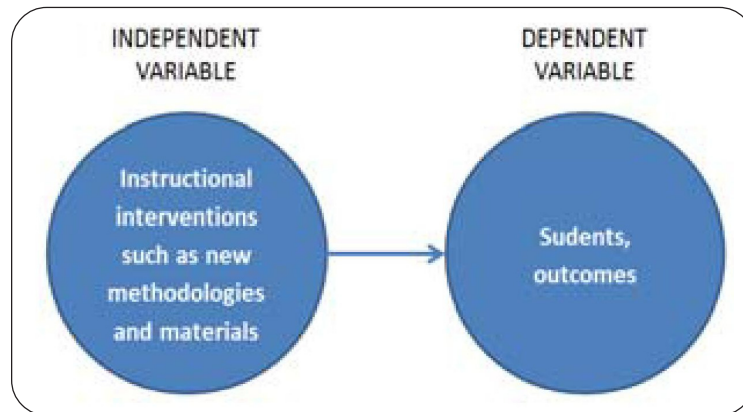 INDEPENDENT
VARIABLE
Instructional
interventions
such as new
methodologies
and materials
DEPENDENT
VARIABLE
Sudents,
outcomes